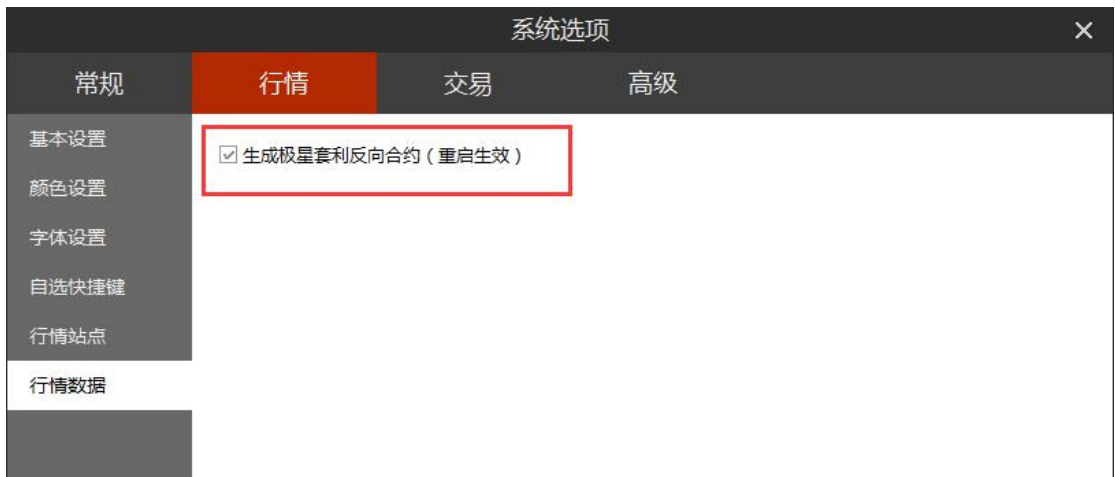 系统选项
常规 行情 交易 高级
基本设置
生成极星套利反向合约（重启生效）
颜色设置
字体设置
自选快捷键
行情站点
行情数据